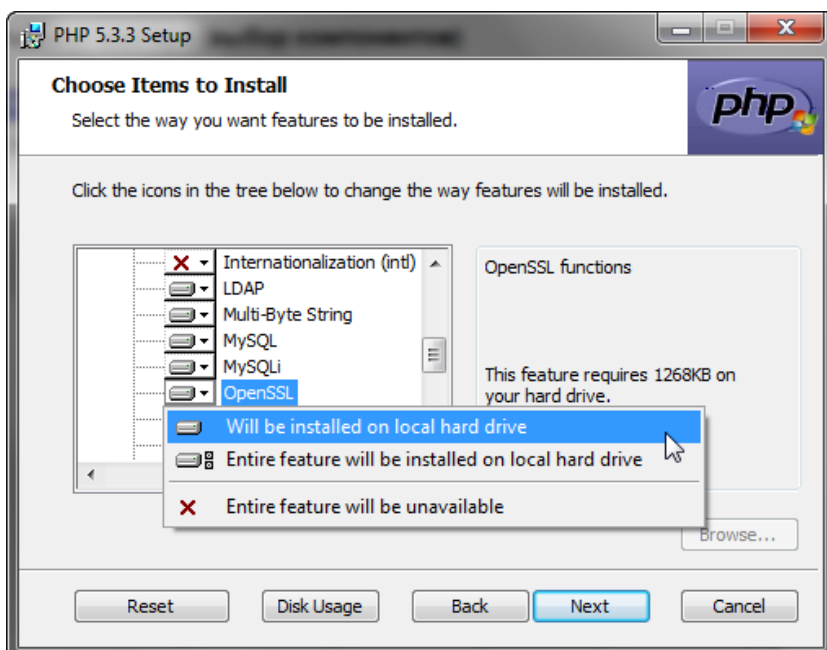 PHP 5.3.3 Setup
выбор компонентов
Choose Items to Install
Select the way you want features to be installed.
php
Click the icons in the tree below to change the way features will be installed.
Internationalization (intl)
LDAP
Multi-Byte String
MySQL
MySQLi
OpenSSL
OpenSSL functions
This feature requires 1268KB on
your hard drive.
Will be installed on local hard drive
Entire feature will be installed on local hard drive
Entire feature will be unavailable
Browse...
Reset
Disk Usage
Back
Next
Cancel